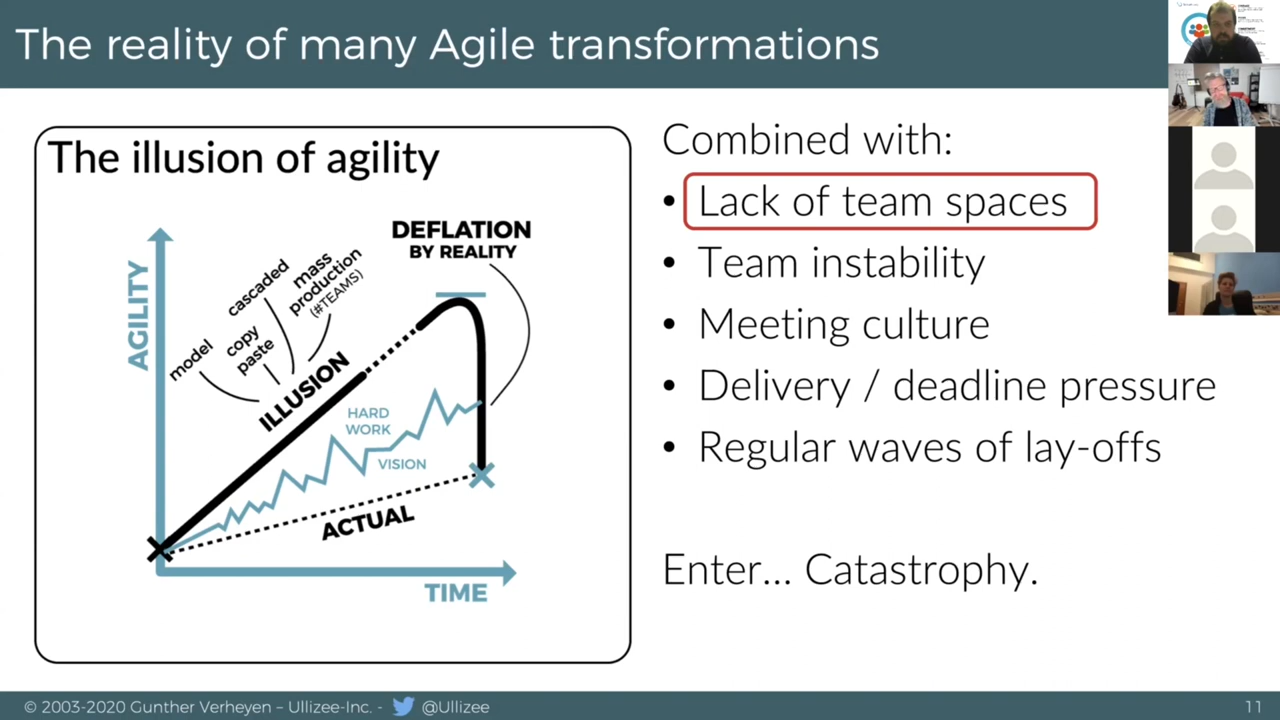 The reality of many Agile transformations
The illusion of agility
DEFLATION
BY REALITY
AGILITY
model
copy
paste
cascaded
mass
production
(#TEAMS)
ILLUSION
HARD
WORK
VISION
ACTUAL
TIME
Combined with:
• Lack of team spaces
• Team instability
• Meeting culture
• Delivery / deadline pressure
• Regular waves of lay-offs
Enter... Catastrophy.
© 2003-2020 Gunther Verheyen – Ullizee-Inc. - @Ullizee
11